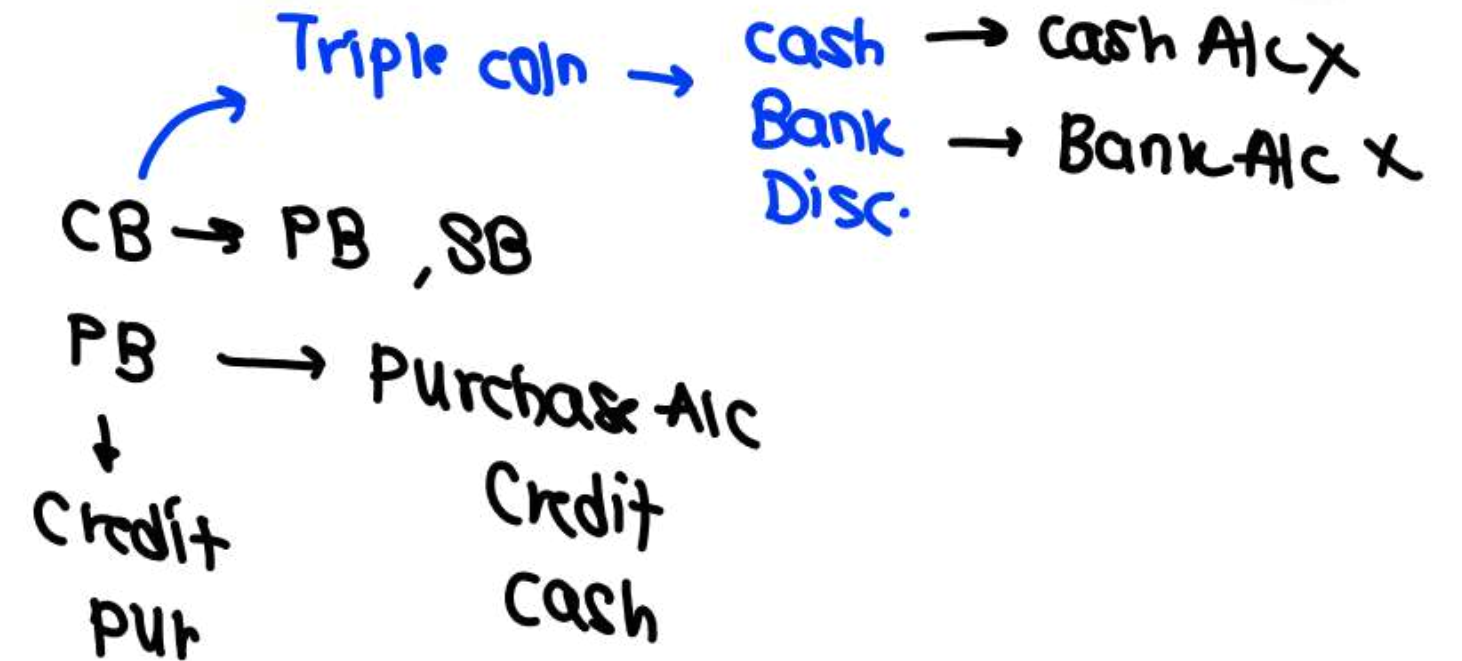 Triple coln → cash → cash A/c X
Bank → Bank A/c X
Disc.
CB → PB , SB
PB → Purchase A/c
↓
Credit Credit
pur cash